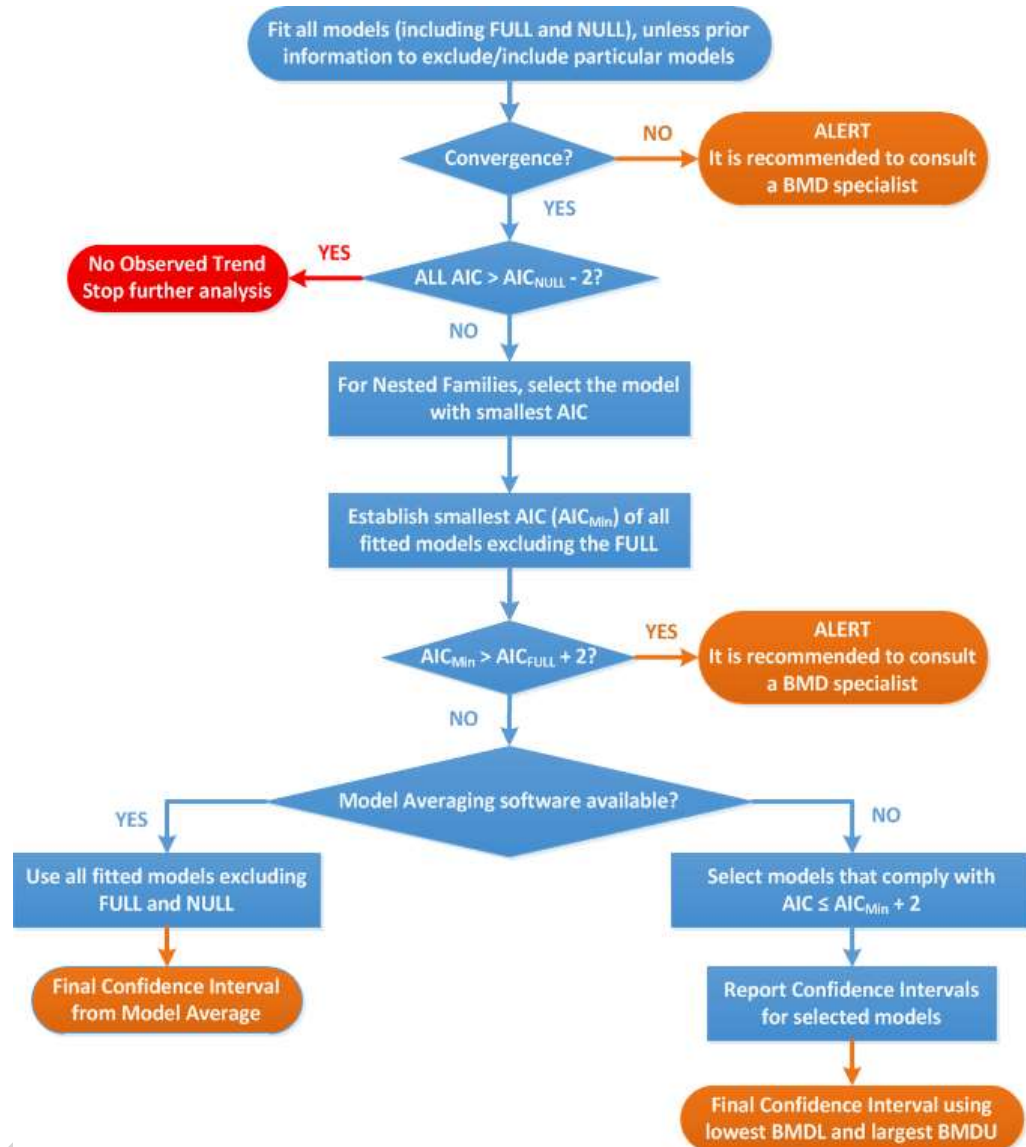 Fit all models (including FULL and NULL), unless prior
information to exclude/include particular models
Convergence?
NO
ALERT
It is recommended to consult
a BMD specialist
YES
ALL AIC > AICNULL - 2?
YES
No Observed Trend
Stop further analysis
NO
For Nested Families, select the model
with smallest AIC
Establish smallest AIC (AICMin) of all
fitted models excluding the FULL
AICMin > AICFULL + 2?
YES
ALERT
It is recommended to consult
a BMD specialist
NO
Model Averaging software available?
YES
NO
Use all fitted models excluding
FULL and NULL
Final Confidence Interval
from Model Average
Select models that comply with
AIC ≤ AICMin + 2
Report Confidence Intervals
for selected models
Final Confidence Interval using
lowest BMDL and largest BMDU